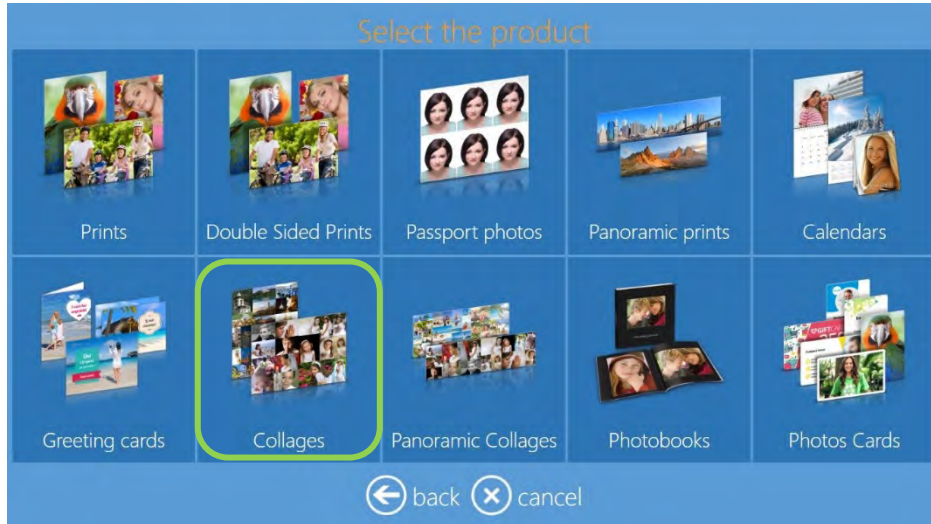 Select the product
Prints
Double Sided Prints
Passport photos
Panoramic prints
Calendars
Greeting cards
Collages
Panoramic Collages
Photobooks
Photos Cards
back cancel